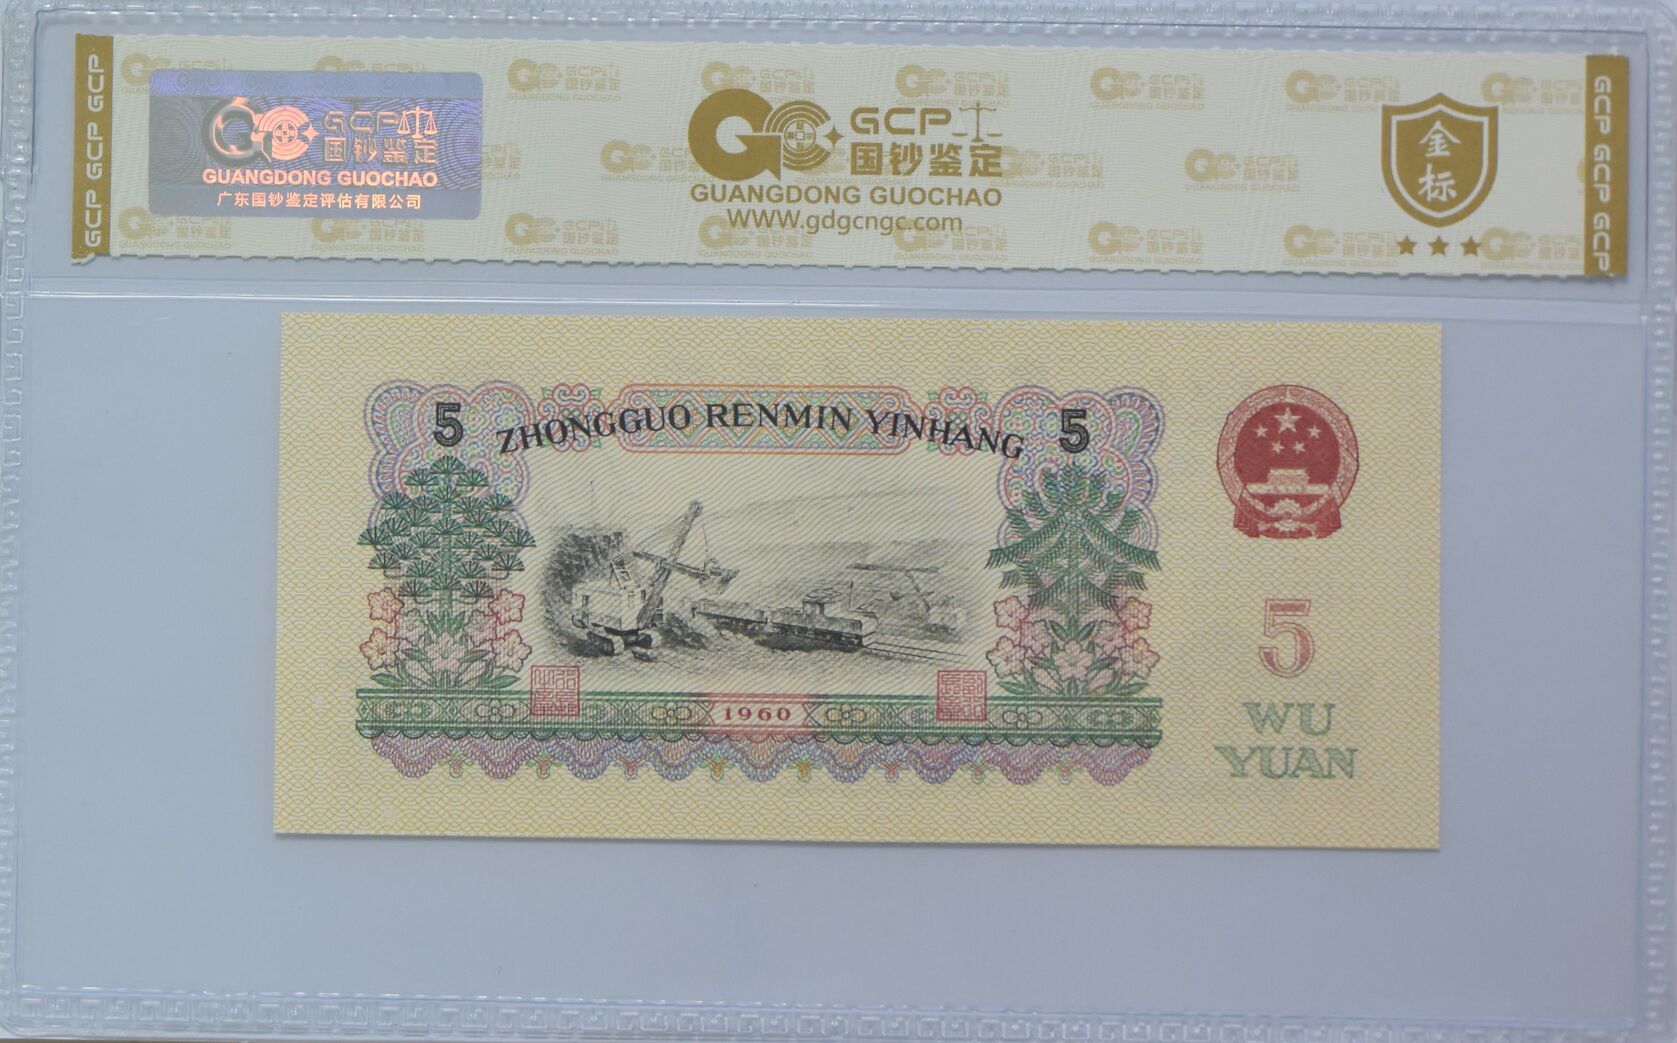 GCP GCP GCP
GCP
国钞鉴定
GUANGDONG GUOCHAO
广东国钞鉴定评估有限公司
GCP
国钞鉴定
GUANGDONG GUOCHAO
WWW.gdgcngc.com
金
标
GCP GCP GCP
5 ZHONGGUO RENMIN YINHANG 5
5
WU
YUAN
1960